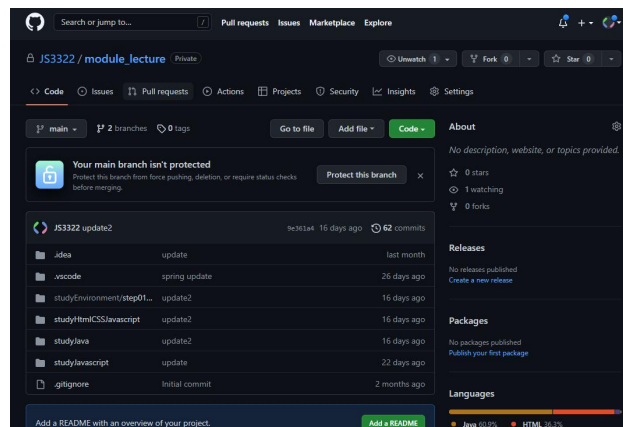 Search or jump to... / Pull requests Issues Marketplace Explore
JS3322 / module_lecture Private Unwatch 1 Fork 0 Star 0
Code Issues Pull requests Actions Projects Security Insights Settings
main 2 branches 0 tags Go to file Add file Code
Your main branch isn't protected
Protect this branch from force pushing, deletion, or require status checks
before merging.
Protect this branch
JS3322 update2 9e361a4 16 days ago 62 commits
.idea update last month
.vscode spring update 26 days ago
studyEnvironment/step01... update2 16 days ago
studyHtmlCSSJavascript update2 16 days ago
studyJava update2 16 days ago
studyJavascript update 22 days ago
.gitignore Initial commit 2 months ago
Add a README with an overview of your project. Add a README
About
No description, website, or topics provided.
0 stars
1 watching
0 forks
Releases
No releases published
Create a new release
Packages
No packages published
Publish your first package
Languages
Java 60.9% HTML 36.3%